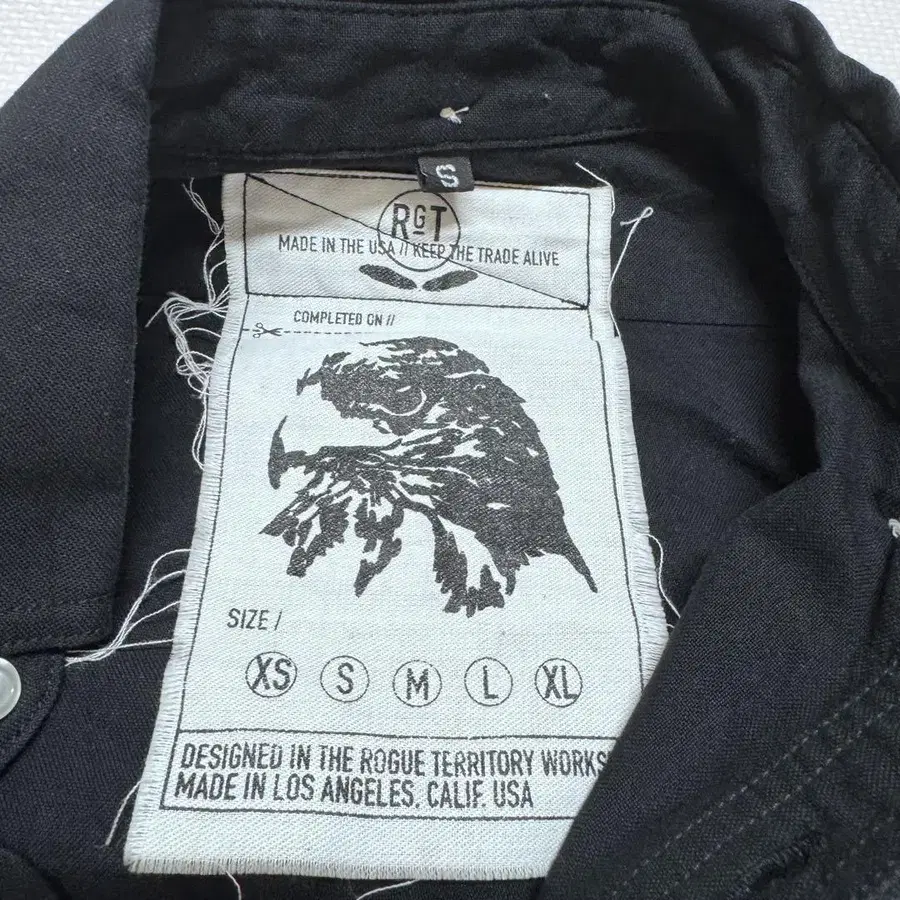 S
RGT
MADE IN THE USA // KEEP THE TRADE ALIVE
COMPLETED ON //
SIZE /
XS S M L XL
DESIGNED IN THE ROGUE TERRITORY WORKS
MADE IN LOS ANGELES, CALIF. USA